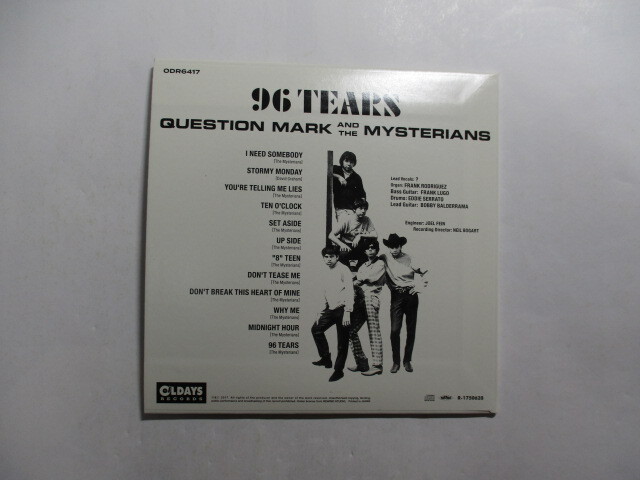 ODR6417
96 TEARS
QUESTION MARK AND THE MYSTERIANS
I NEED SOMEBODY
[The Mysterians]
STORMY MONDAY
YOU'RE TELLING ME LIES
[The Mysterians]
TEN O'CLOCK
[The Mysterians]
SET ASIDE
[The Mysterians]
UP SIDE
[The Mysterians]
"8" TEEN
[The Mysterians]
DON'T TEASE ME
[The Mysterians]
DON'T BREAK THIS HEART OF MINE
[The Mysterians]
WHY ME
[The Mysterians]
MIDNIGHT HOUR
[The Mysterians]
96 TEARS
[The Mysterians]
Lead Vocals: ?
Organ: FRANK RODRIGUEZ
Bass Guitar: FRANK LUGO
Drums: EDDIE SERRATO
Lead Guitar: BOBBY BALDERRAMA
Engineer: JOEL FEIN
Recording Director: NEIL BOGART
OLDAYS
RECORDS